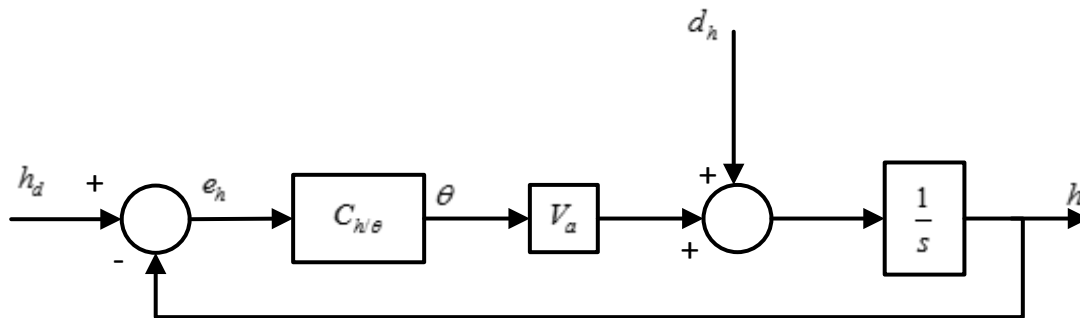 d_h
h_d
+
e_h
C_{h/θ}
θ
V_a
+
+
1/s
h
-